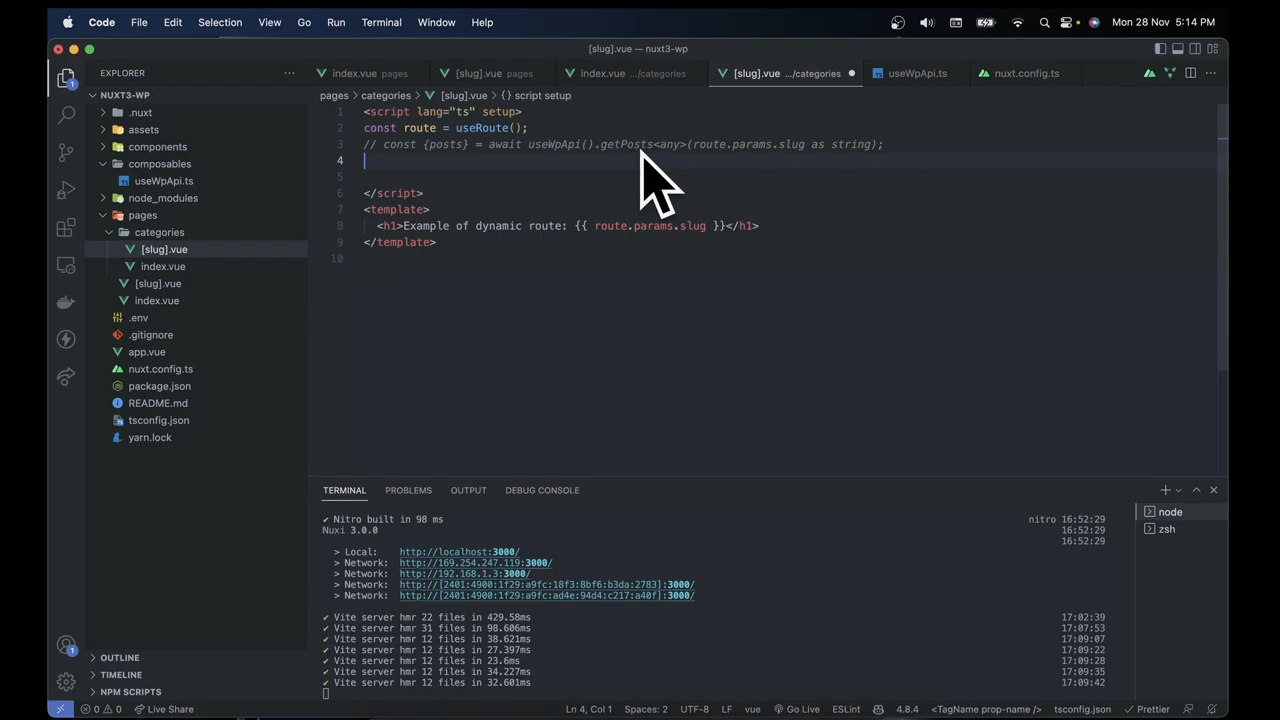 Code File Edit Selection View Go Run Terminal Window Help Mon 28 Nov 5:14 PM
[slug].vue — nuxt3-wp
EXPLORER
index.vue pages [slug].vue pages index.vue .../categories [slug].vue .../categories useWpApi.ts nuxt.config.ts
NUXT3-WP
.nuxt
assets
components
composables
useWpApi.ts
node_modules
pages
categories
[slug].vue
index.vue
[slug].vue
index.vue
.env
.gitignore
app.vue
nuxt.config.ts
package.json
README.md
tsconfig.json
yarn.lock
OUTLINE
TIMELINE
NPM SCRIPTS
pages > categories > [slug].vue > {} script setup
1 <script lang="ts" setup>
2 const route = useRoute();
3 // const {posts} = await useWpApi().getPosts<any>(route.params.slug as string);
4
5
6 </script>
7 <template>
8 <h1>Example of dynamic route: {{ route.params.slug }}</h1>
9 </template>
10
TERMINAL PROBLEMS OUTPUT DEBUG CONSOLE
node
zsh
✔ Nitro built in 98 ms nitro 16:52:29
Nuxi 3.0.0 16:52:29
16:52:29
> Local: http://localhost:3000/
> Network: http://169.254.247.119:3000/
> Network: http://192.168.1.3:3000/
> Network: http://[2401:4900:1f29:a9fc:18f3:8bf6:b3da:2783]:3000/
> Network: http://[2401:4900:1f29:a9fc:ad4e:94d4:c217:a40f]:3000/
✔ Vite server hmr 22 files in 429.58ms 17:02:39
✔ Vite server hmr 31 files in 98.606ms 17:07:53
✔ Vite server hmr 12 files in 38.621ms 17:09:07
✔ Vite server hmr 12 files in 27.397ms 17:09:22
✔ Vite server hmr 12 files in 23.6ms 17:09:28
✔ Vite server hmr 12 files in 34.227ms 17:09:35
✔ Vite server hmr 12 files in 32.601ms 17:09:42
0 0 Live Share Ln 4, Col 1 Spaces: 2 UTF-8 LF vue Go Live ESLint 4.8.4 <TagName prop-name /> tsconfig.json Prettier